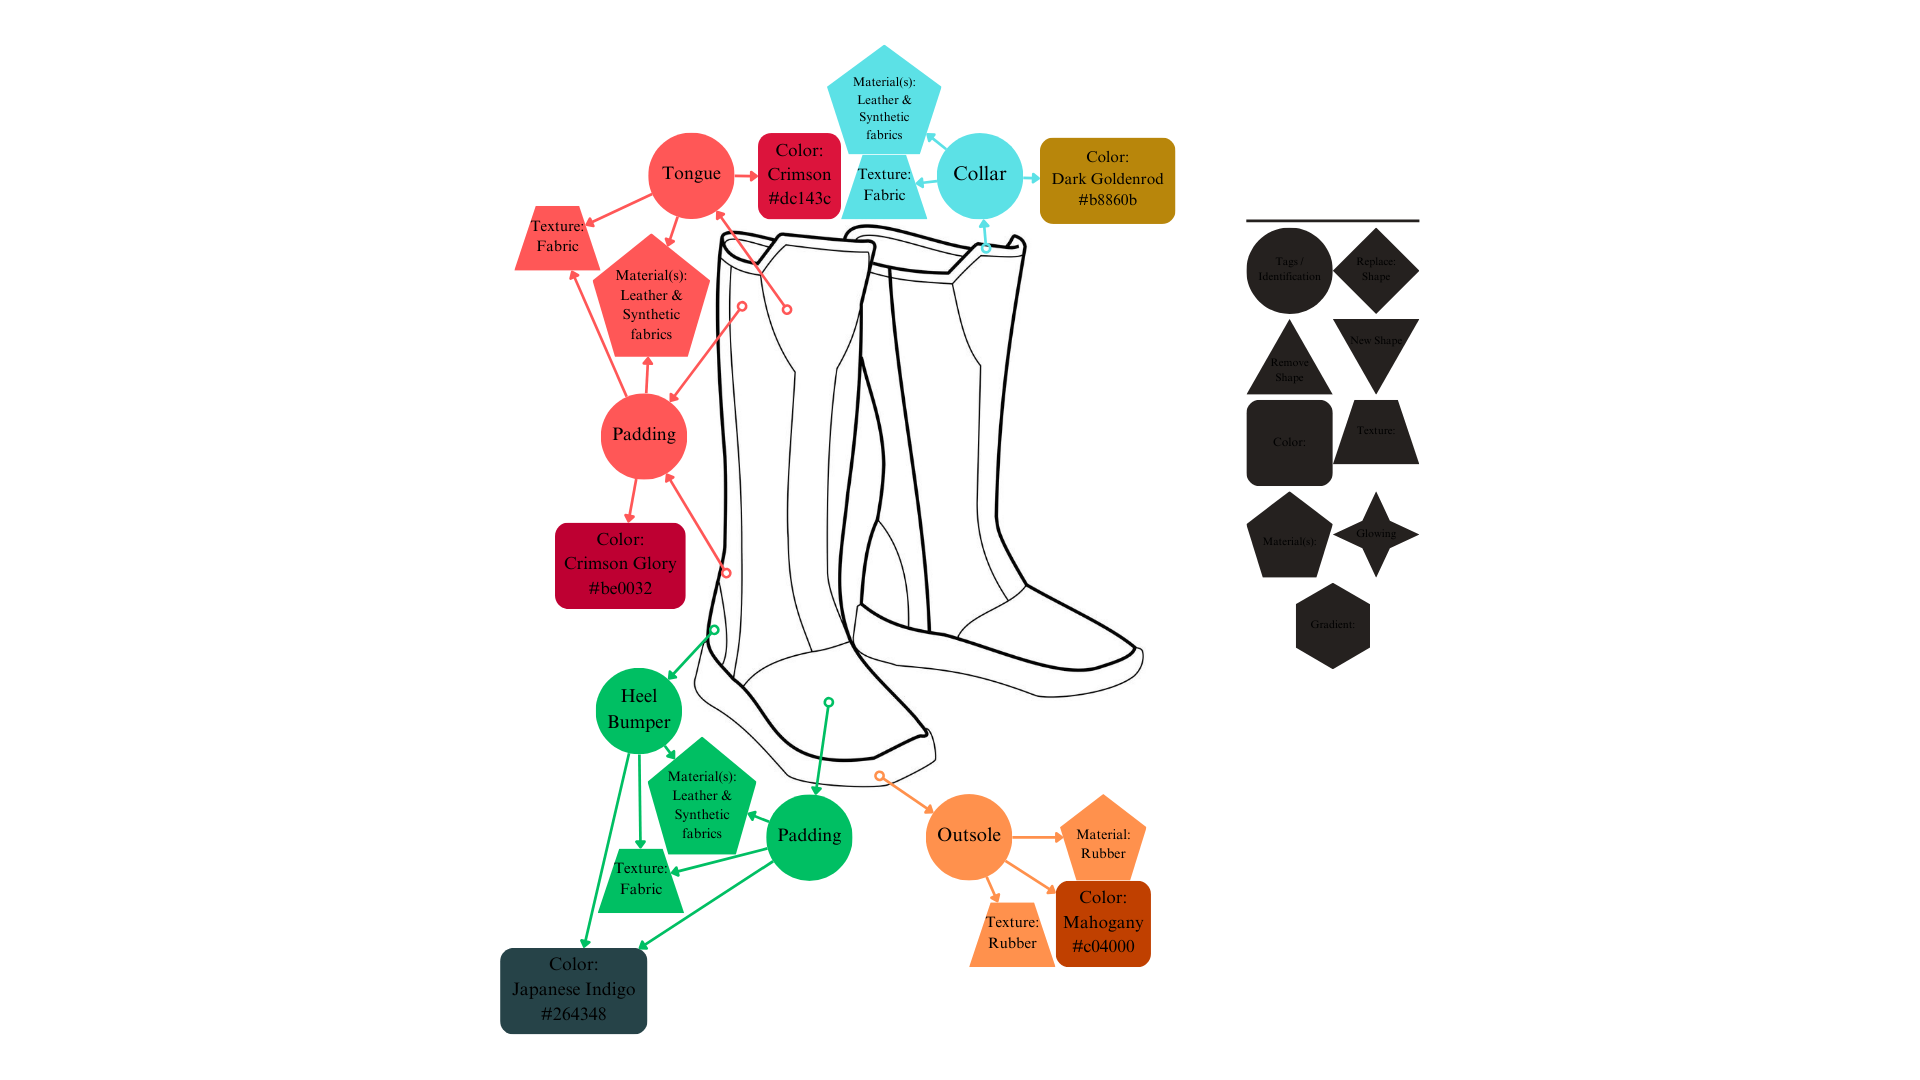 Material(s):
Leather &
Synthetic
fabrics
Tongue
Color:
Crimson
#dc143c
Texture:
Fabric
Collar
Color:
Dark Goldenrod
#b8860b
Texture:
Fabric
Material(s):
Leather &
Synthetic
fabrics
Padding
Color:
Crimson Glory
#be0032
Heel
Bumper
Material(s):
Leather &
Synthetic
fabrics
Padding
Texture:
Fabric
Color:
Japanese Indigo
#264348
Outsole
Material:
Rubber
Color:
Mahogany
#c04000
Texture:
Rubber
Tags /
Identification
Replace:
Shape
Remove
Shape
New Shape
Color:
Texture:
Material(s):
Glowing
Gradient: